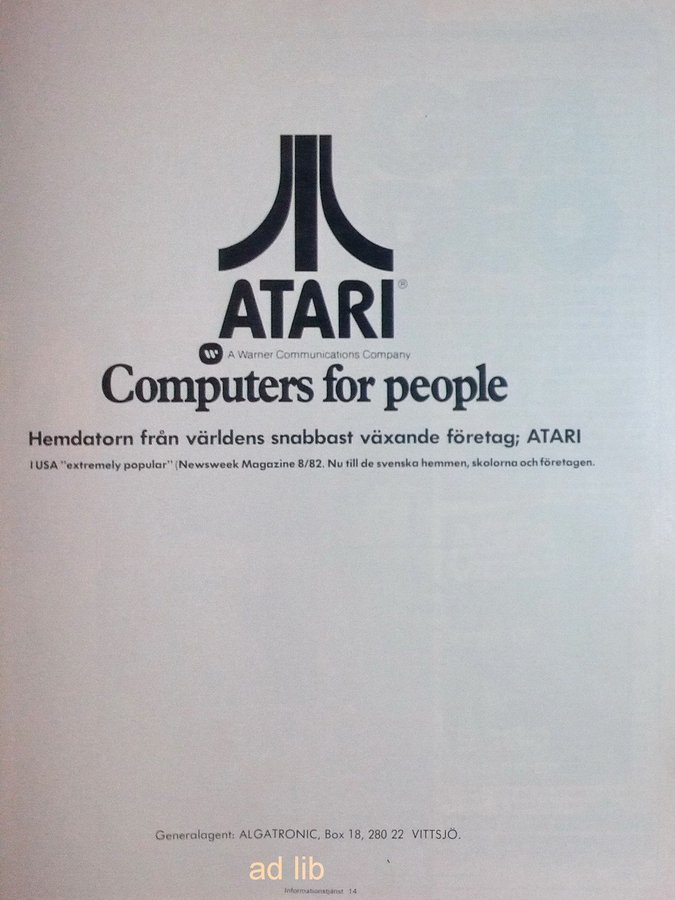 ATARI®
W A Warner Communications Company
Computers for people
Hemdatorn från världens snabbast växande företag; ATARI
I USA "extremely popular" (Newsweek Magazine 8/82. Nu till de svenska hemmen, skolorna och företagen.
Generalagent: ALGATRONIC, Box 18, 280 22 VITTSJÖ.
ad lib
Informationstjänst 14